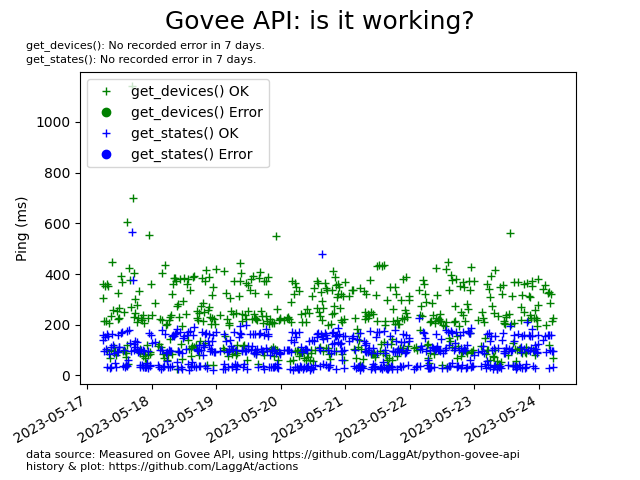 Govee API: is it working?
get_devices(): No recorded error in 7 days.
get_states(): No recorded error in 7 days.
get_devices() OK
get_devices() Error
get_states() OK
get_states() Error
Ping (ms)
1000
800
600
400
200
0
2023-05-17
2023-05-18
2023-05-19
2023-05-20
2023-05-21
2023-05-22
2023-05-23
2023-05-24
data source: Measured on Govee API, using https://github.com/LaggAt/python-govee-api
history & plot: https://github.com/LaggAt/actions